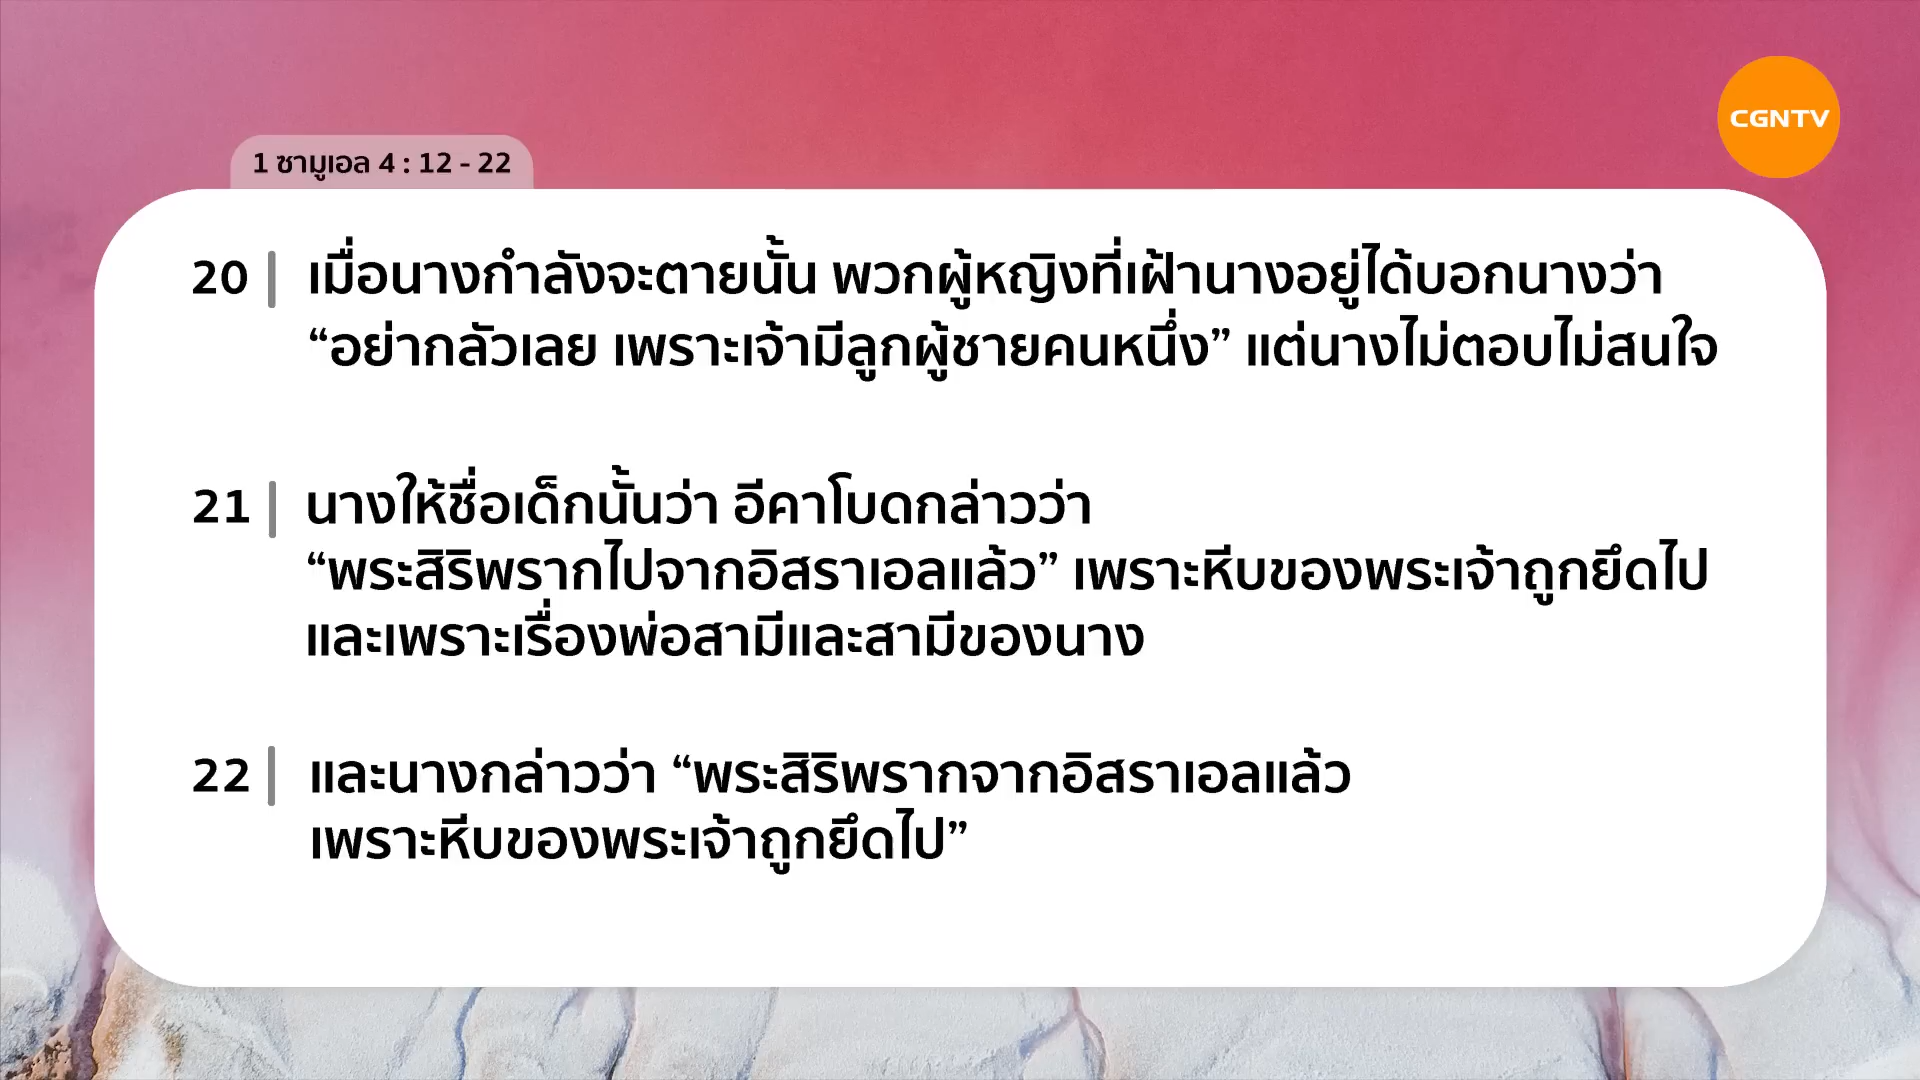 CGNTV
1 ซามูเอล 4 : 12 - 22
20 เมื่อนางกำลังจะตายนั้น พวกผู้หญิงที่เฝ้านางอยู่ได้บอกนางว่า
“อย่ากลัวเลย เพราะเจ้ามีลูกผู้ชายคนหนึ่ง” แต่นางไม่ตอบไม่สนใจ
21 นางให้ชื่อเด็กนั้นว่า อีคาโบดกล่าวว่า
“พระสิริพรากไปจากอิสราเอลแล้ว” เพราะหีบของพระเจ้าถูกยึดไป
และเพราะเรื่องพ่อสามีและสามีของนาง
22 และนางกล่าวว่า “พระสิริพรากจากอิสราเอลแล้ว
เพราะหีบของพระเจ้าถูกยึดไป”